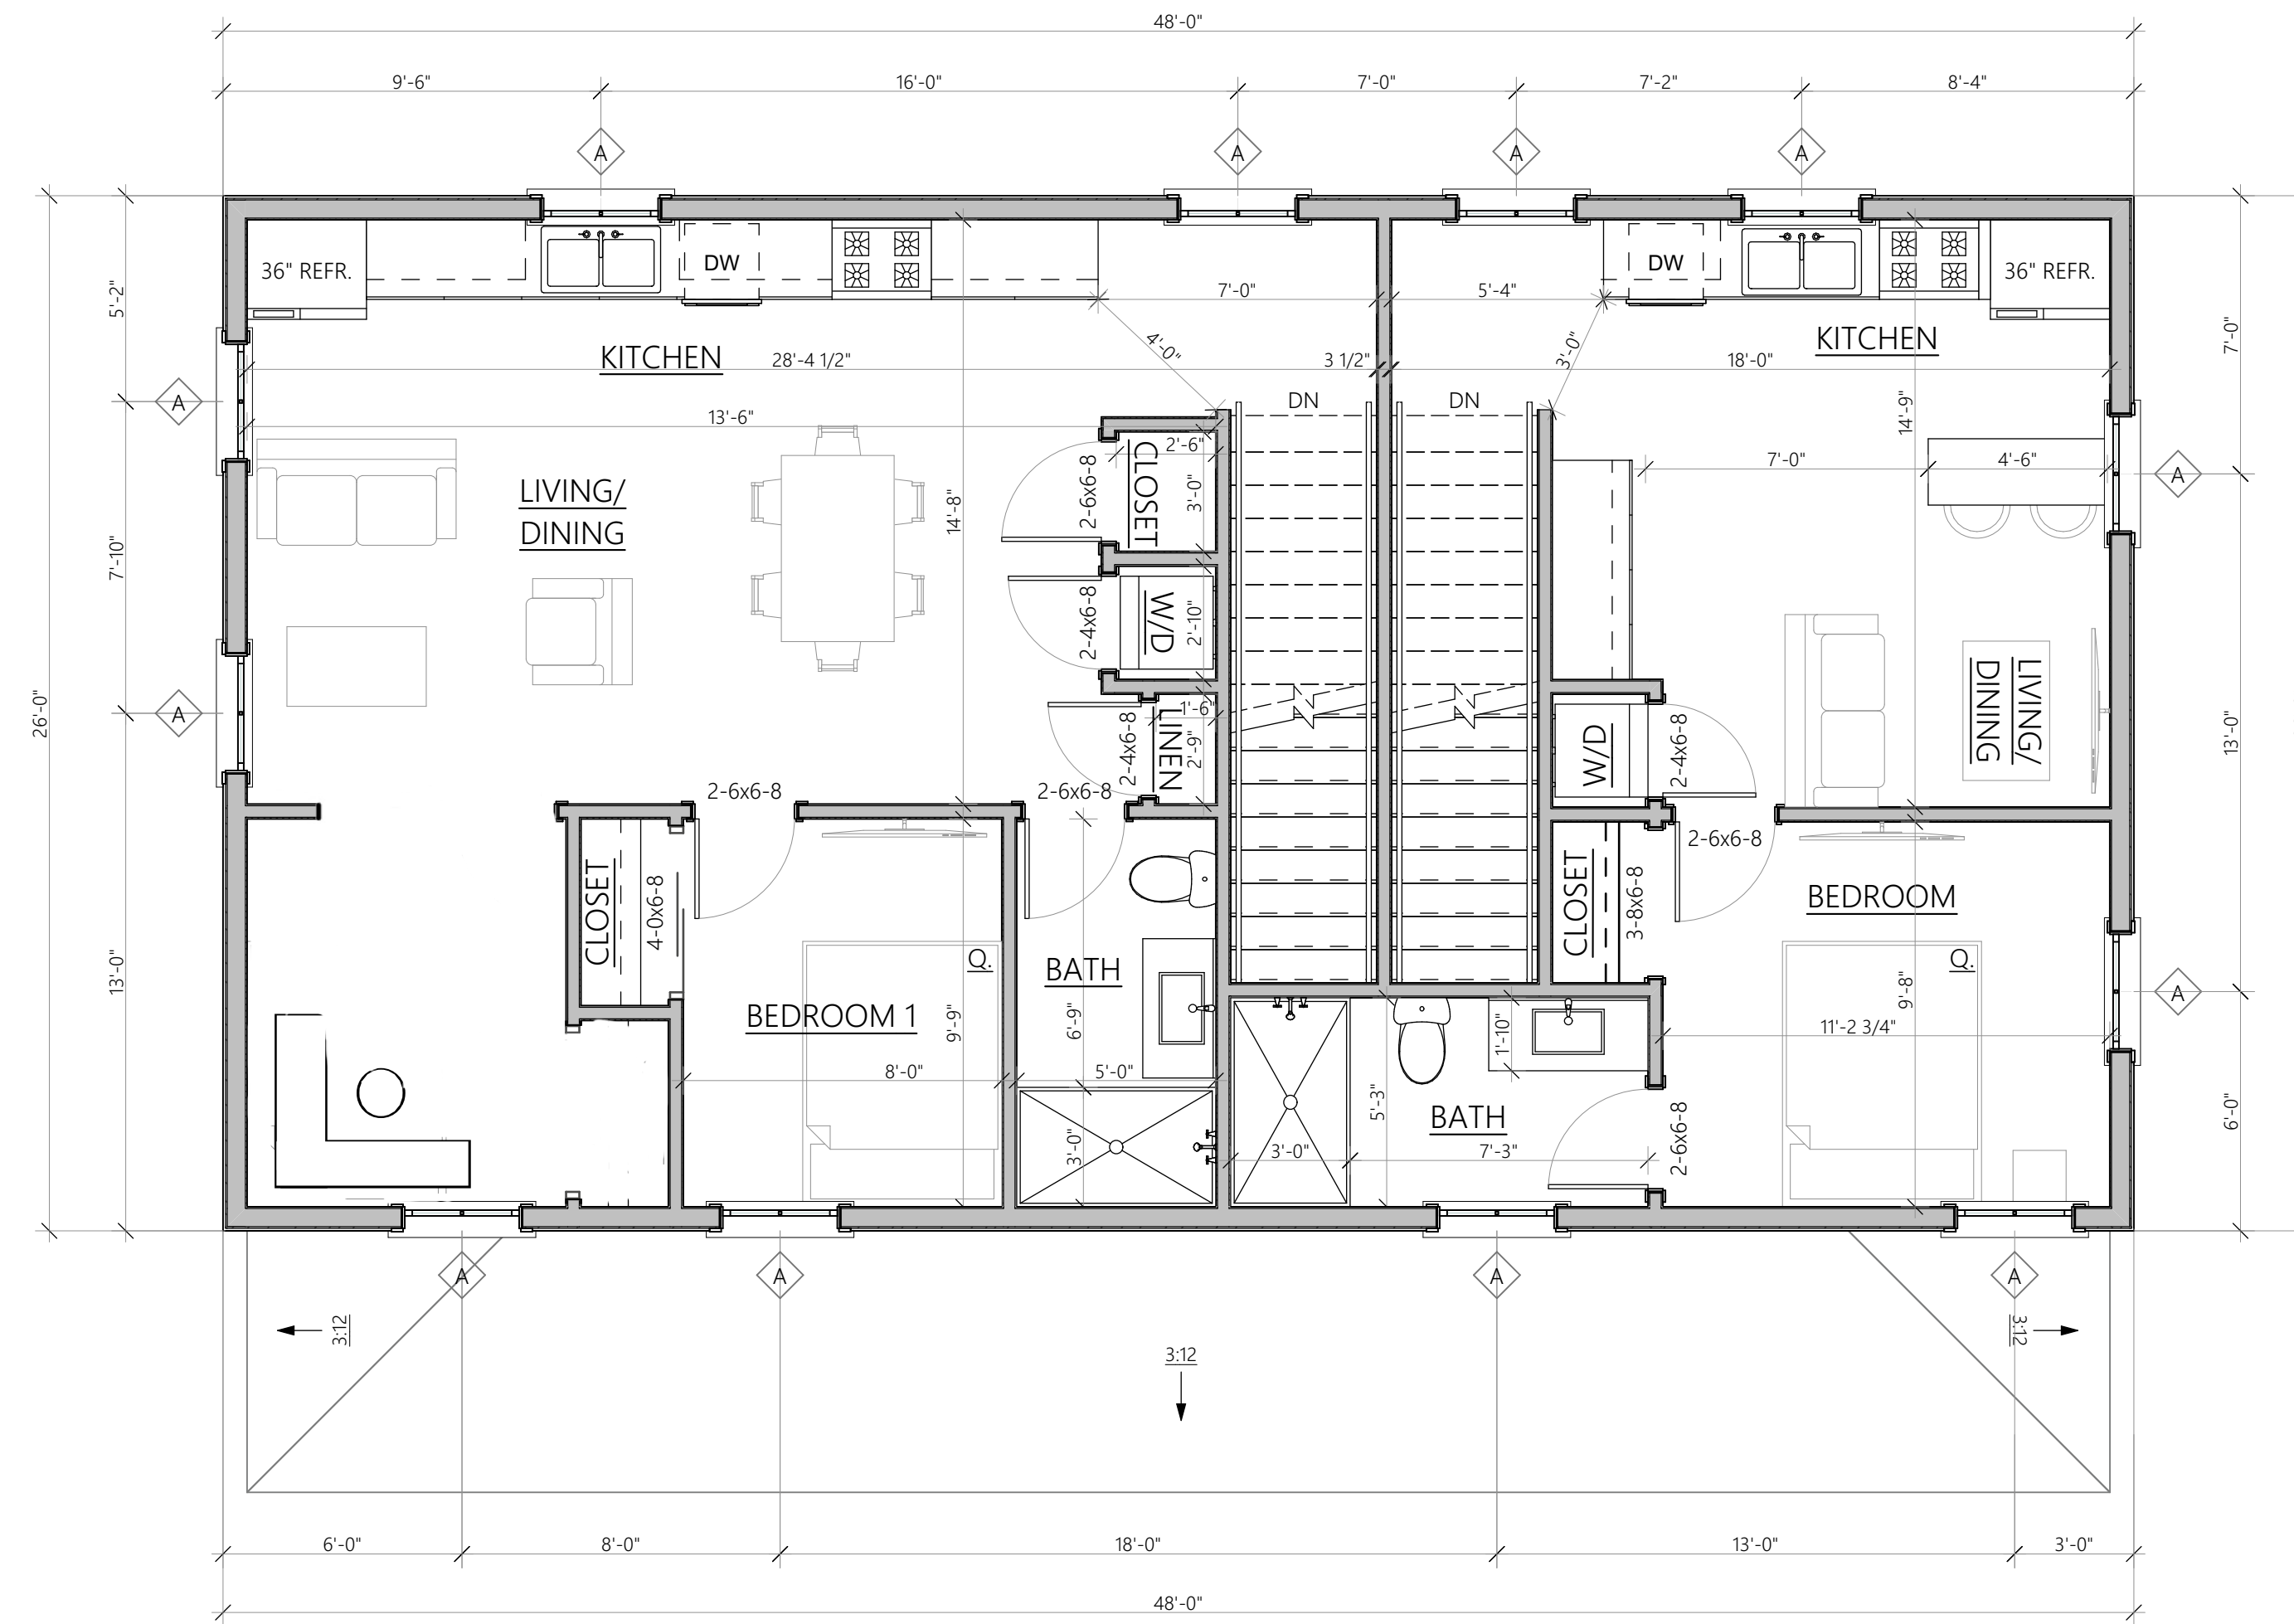 48'-0"
9'-6"
16'-0"
7'-0"
7'-2"
8'-4"
A
A
A
A
36" REFR.
DW
DW
36" REFR.
7'-0"
5'-4"
5'-2"
7'-0"
KITCHEN
KITCHEN
4'-0"
3'-0"
28'-4 1/2"
3 1/2"
18'-0"
A
DN
DN
14'-9"
13'-6"
2'-6"
CLOSET
2-6x6-8
3'-0"
7'-0"
4'-6"
A
LIVING/
DINING
14'-8"
7'-10"
2-4x6-8
W/D
2'-10"
26'-0"
A
1'-6"
LINEN
2-4x6-8
2'-9"
W/D
2-4x6-8
LIVING/
DINING
13'-0"
2-6x6-8
2-6x6-8
2-6x6-8
CLOSET
4-0x6-8
CLOSET
3-8x6-8
BEDROOM
Q.
Q.
13'-0"
BATH
BEDROOM 1
9'-9"
6'-9"
9'-8"
A
1'-10"
11'-2 3/4"
8'-0"
5'-0"
5'-3"
BATH
6'-0"
3'-0"
3'-0"
7'-3"
2-6x6-8
A
A
A
A
3:12
3:12
3:12
6'-0"
8'-0"
18'-0"
13'-0"
3'-0"
48'-0"